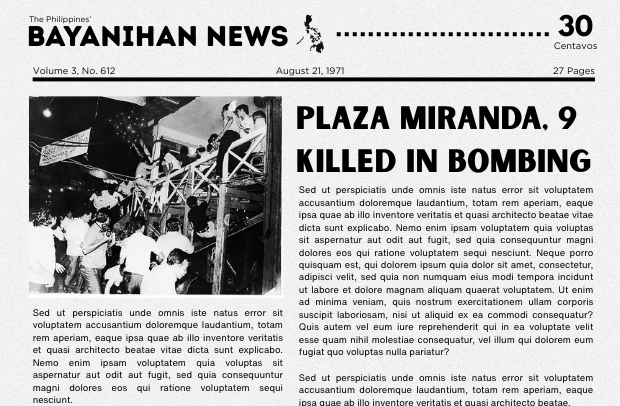 The Philippines'
BAYANIHAN NEWS
30
Centavos
Volume 3, No. 612
August 21, 1971
27 Pages
PLAZA MIRANDA, 9
KILLED IN BOMBING
Sed ut perspiciatis unde omnis iste natus error sit voluptatem
accusantium doloremque laudantium, totam rem aperiam, eaque
ipsa quae ab illo inventore veritatis et quasi architecto beatae vitae
dicta sunt explicabo. Nemo enim ipsam voluptatem quia voluptas
sit aspernatur aut odit aut fugit, sed quia consequuntur magni
dolores eos qui ratione voluptatem sequi nesciunt. Neque porro
quisquam est, qui dolorem ipsum quia dolor sit amet, consectetur,
adipisci velit, sed quia non numquam eius modi tempora incidunt
ut labore et dolore magnam aliquam quaerat voluptatem. Ut enim
ad minima veniam, quis nostrum exercitationem ullam corporis
suscipit laboriosam, nisi ut aliquid ex ea commodi consequatur?
Quis autem vel eum iure reprehenderit qui in ea voluptate velit
esse quam nihil molestiae consequatur, vel illum qui dolorem eum
fugiat quo voluptas nulla pariatur?
Sed ut perspiciatis unde omnis iste natus error sit voluptatem
accusantium doloremque laudantium, totam rem aperiam, eaque
ipsa quae ab illo inventore veritatis et quasi architecto beatae.
Sed ut perspiciatis unde omnis iste natus error sit
voluptatem accusantium doloremque laudantium, totam
rem aperiam, eaque ipsa quae ab illo inventore veritatis
et quasi architecto beatae vitae dicta sunt explicabo.
Nemo enim ipsam voluptatem quia voluptas sit
aspernatur aut odit aut fugit, sed quia consequuntur
magni dolores eos qui ratione voluptatem sequi
nesciunt.